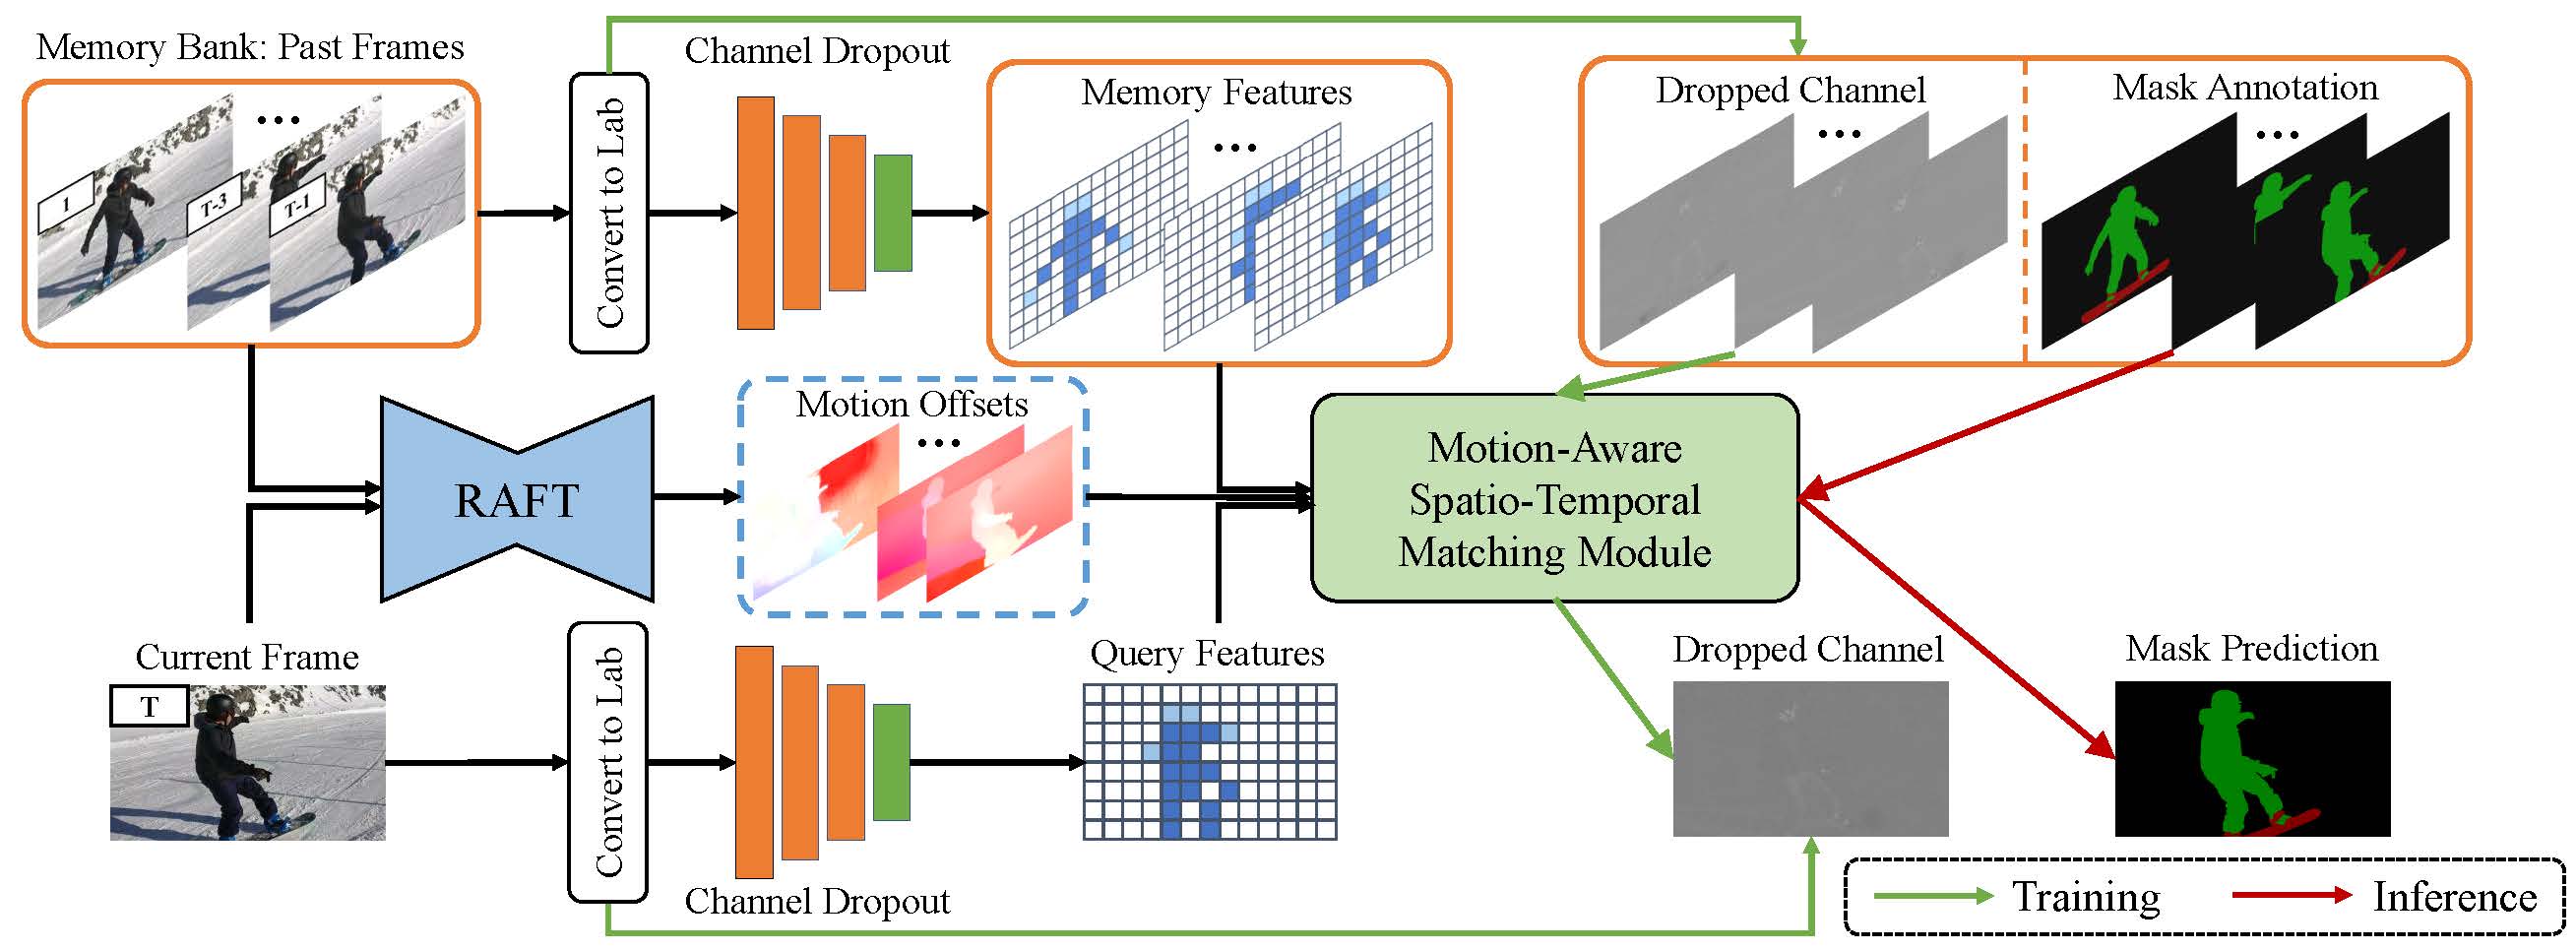 Memory Bank: Past Frames
Channel Dropout
Convert to Lab
Memory Features
Dropped Channel
Mask Annotation
...
...
...
...
1
T-3
T-1
RAFT
Motion Offsets
...
Motion-Aware
Spatio-Temporal
Matching Module
Current Frame
T
Convert to Lab
Channel Dropout
Query Features
Dropped Channel
Mask Prediction
Training
Inference